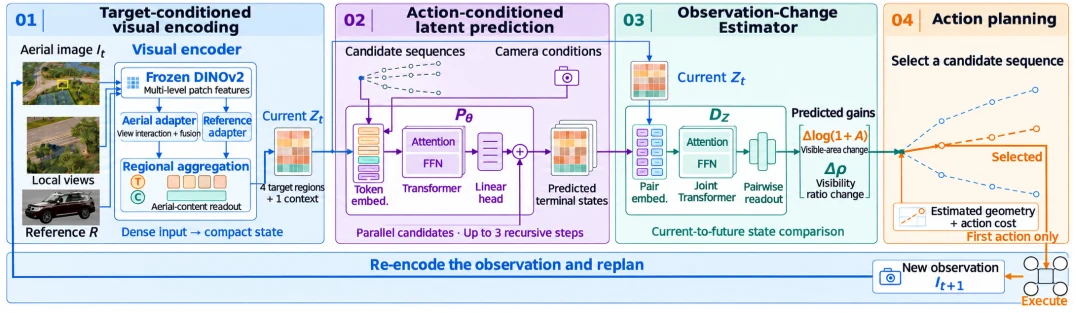 01 Target-conditioned
visual encoding
Aerial image I_t
Visual encoder
Frozen DINOv2
Multi-level patch features
Aerial adapter
View interaction + fusion
Reference
adapter
Regional aggregation
T
C
Aerial-content readout
Local views
Reference R
Current Z_t
4 target regions
+ 1 context
Dense input → compact state
02 Action-conditioned
latent prediction
Candidate sequences
Camera conditions
P_θ
Attention
FFN
Token
embed.
Transformer
Linear
head
Predicted
terminal states
Parallel candidates · Up to 3 recursive steps
03 Observation-Change
Estimator
Current Z_t
D_Z
Attention
FFN
Pair
embed.
Joint
Transformer
Pairwise
readout
Predicted gains
Δlog(1+A)
Visible-area change
Δρ
Visibility
ratio change
Current-to-future state comparison
04 Action planning
Select a candidate sequence
Selected
Estimated geometry
+ action cost
First action only
Re-encode the observation and replan
New observation
I_{t+1}
Execute